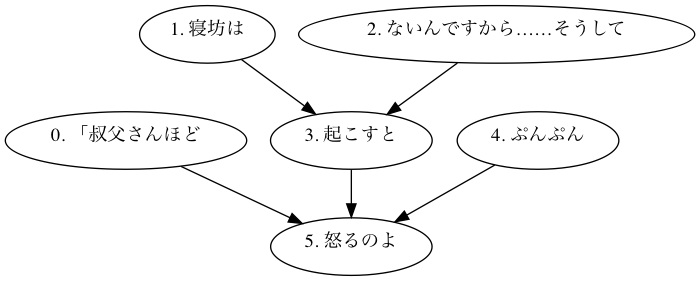 1. 寝坊は
2. ないんですから……そうして
0. 「叔父さんほど
3. 起こすと
4. ぷんぷん
5. 怒るのよ